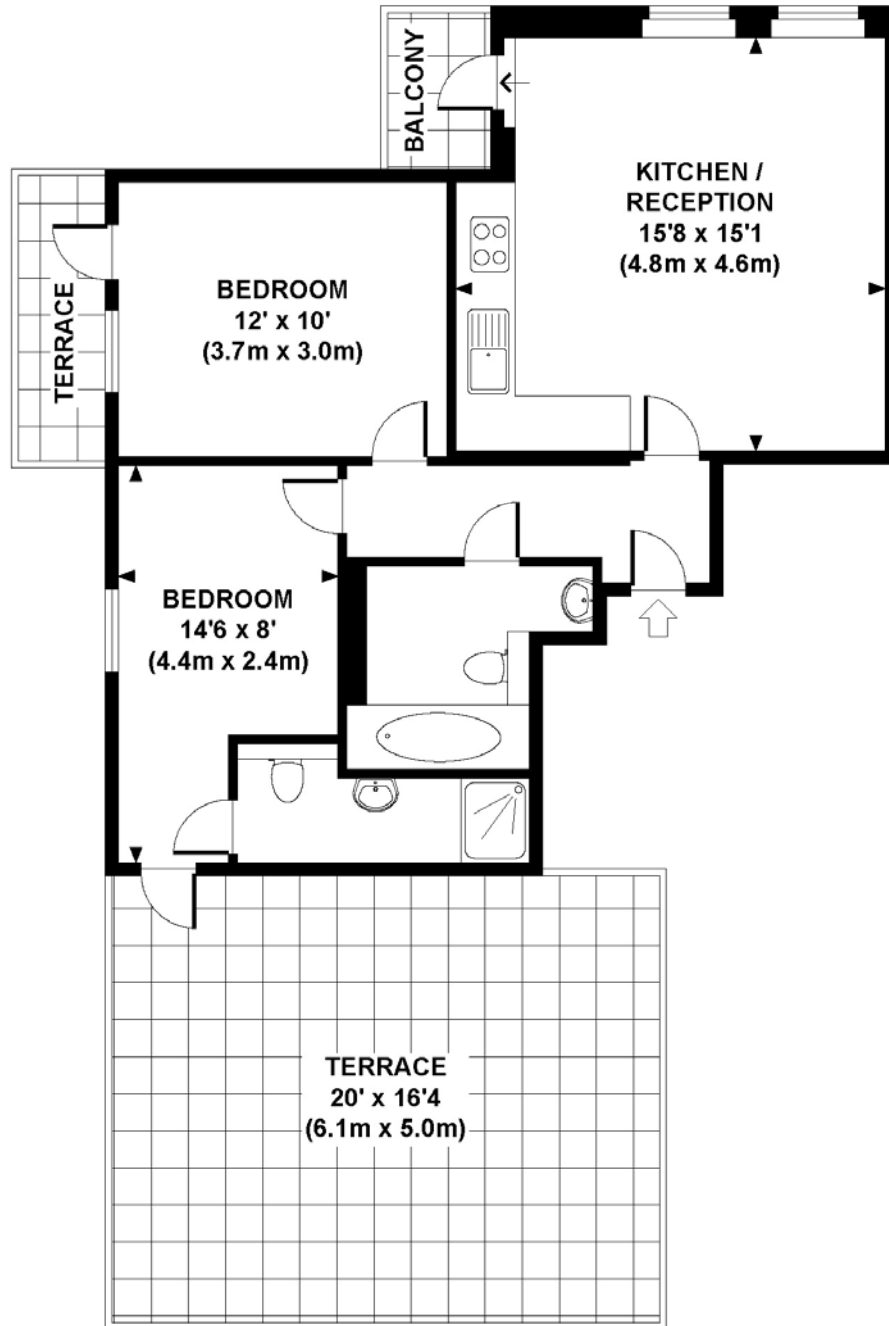 BALCONY
KITCHEN /
RECEPTION
15'8 x 15'1
(4.8m x 4.6m)
BEDROOM
12' x 10'
(3.7m x 3.0m)
TERRACE
BEDROOM
14'6 x 8'
(4.4m x 2.4m)
TERRACE
20' x 16'4
(6.1m x 5.0m)